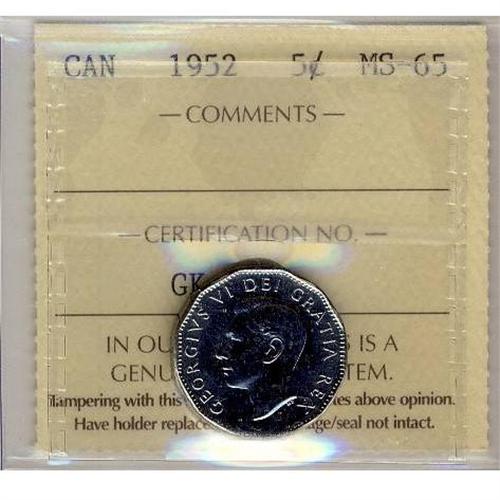 CAN 1952 5¢ MS-65
— COMMENTS —
— CERTIFICATION NO. —
GK
GEORGIVS VI DEI GRATIA REX
IN OU S IS A
GENU TEM.
Tampering with this es above opinion.
Have holder replace ge/seal not intact.